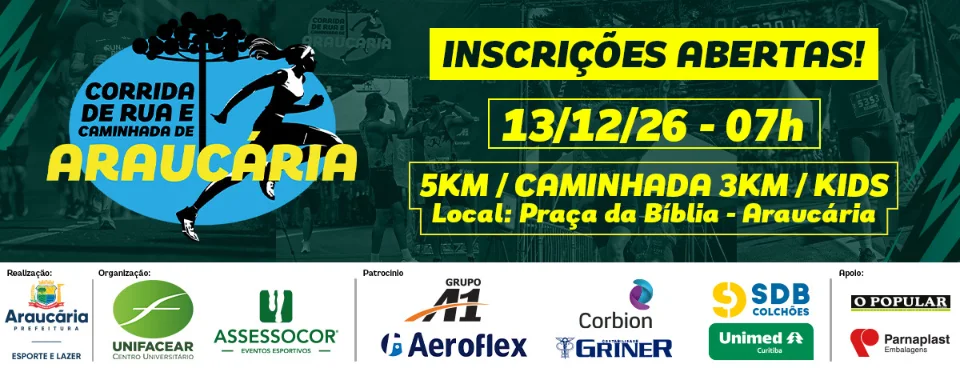 CORRIDA
DE RUA E
CAMINHADA DE
ARAUCÁRIA
INSCRIÇÕES ABERTAS!
13/12/26 - 07h
5KM / CAMINHADA 3KM / KIDS
Local: Praça da Bíblia - Araucária
Realização:
Araucária
PREFEITURA
ESPORTE E LAZER
Organização:
UNIFACEAR
CENTRO UNIVERSITÁRIO
ASSESSOCOR
EVENTOS ESPORTIVOS
Patrocínio
GRUPO
A1
Aeroflex
Corbion
CONTABILIDADE
GRINER
SDB
COLCHÕES
Unimed
Curitiba
Apoio:
O POPULAR
Parnaplast
Embalagens